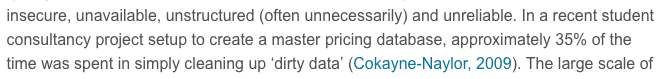 insecure, unavailable, unstructured (often unnecessarily) and unreliable. In a recent student
consultancy project setup to create a master pricing database, approximately 35% of the
time was spent in simply cleaning up ‘dirty data’ (Cokayne-Naylor, 2009). The large scale of